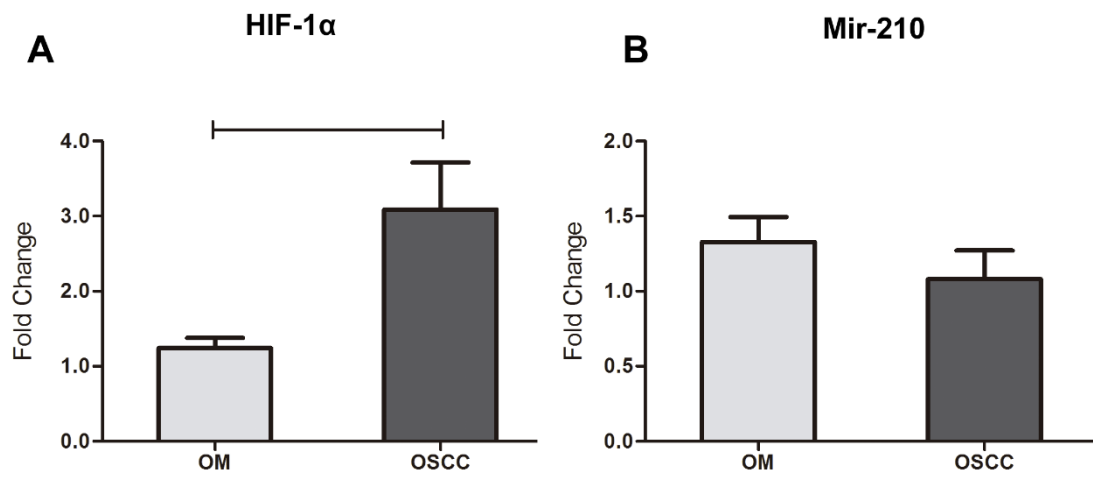 A
HIF-1α
4.0
3.0
2.0
1.0
0.0
Fold Change
OM
OSCC
B
Mir-210
2.0
1.5
1.0
0.5
0.0
Fold Change
OM
OSCC